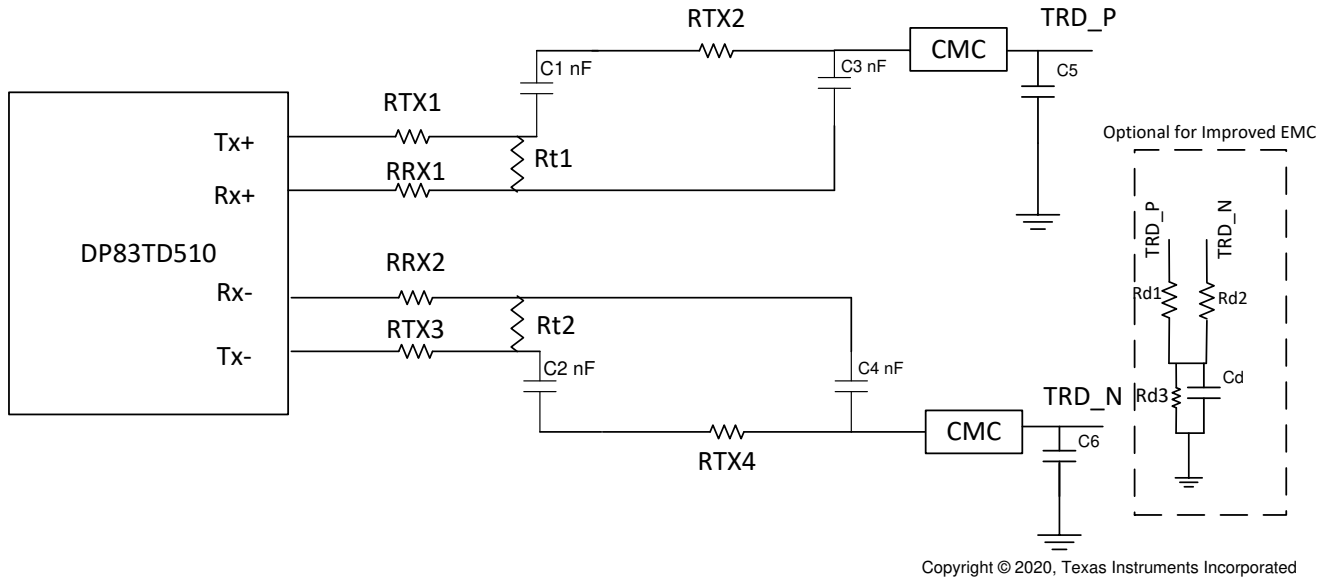 RTX2
TRD_P
CMC
C1 nF
C3 nF
C5
RTX1
Tx+
Rt1
RRX1
Rx+
DP83TD510
RRX2
Rx-
Rt2
RTX3
Tx-
C2 nF
C4 nF
TRD_N
CMC
C6
RTX4
Optional for Improved EMC
TRD_P
TRD_N
Rd1
Rd2
Rd3
Cd
Copyright © 2020, Texas Instruments Incorporated